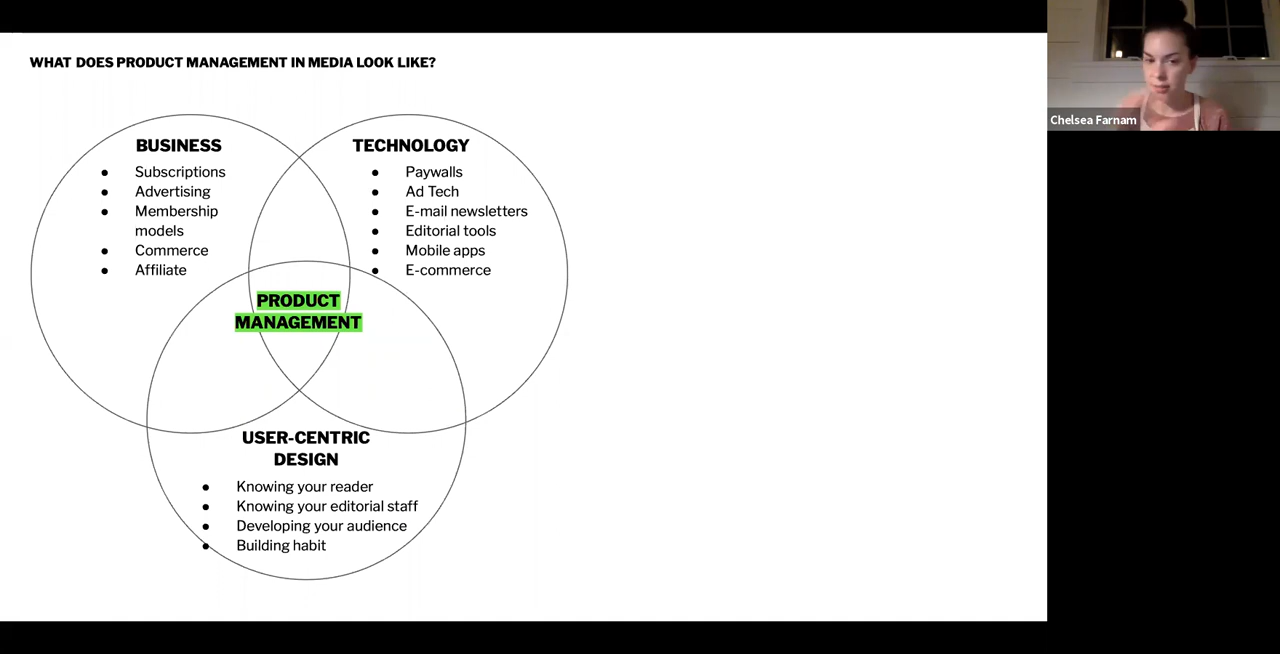 WHAT DOES PRODUCT MANAGEMENT IN MEDIA LOOK LIKE?
Chelsea Farnam
BUSINESS
● Subscriptions
● Advertising
● Membership
models
● Commerce
● Affiliate
TECHNOLOGY
● Paywalls
● Ad Tech
● E-mail newsletters
● Editorial tools
● Mobile apps
● E-commerce
PRODUCT
MANAGEMENT
USER-CENTRIC
DESIGN
● Knowing your reader
● Knowing your editorial staff
● Developing your audience
● Building habit